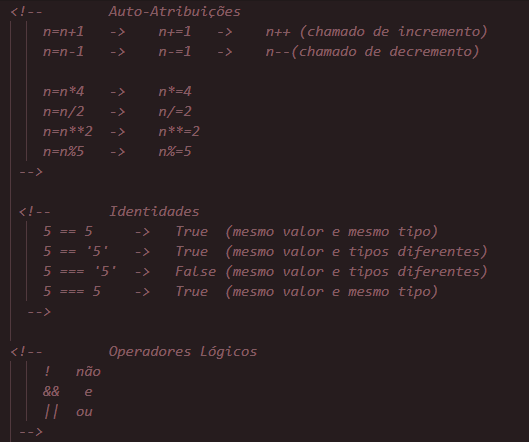 <!--        Auto-Atribuições
    n=n+1   ->    n+=1   ->    n++ (chamado de incremento)
    n=n-1   ->    n-=1   ->    n--(chamado de decremento)
    n=n*4   ->    n*=4
    n=n/2   ->    n/=2
    n=n**2  ->    n**=2
    n=n%5   ->    n%=5
-->
<!--       Identidades
   5 == 5     ->   True  (mesmo valor e mesmo tipo)
   5 == '5'   ->   True  (mesmo valor e tipos diferentes)
   5 === '5'  ->   False (mesmo valor e tipos diferentes)
   5 === 5    ->   True  (mesmo valor e mesmo tipo)
-->
<!--        Operadores Lógicos
    !   não
    &&   e
    ||  ou
-->